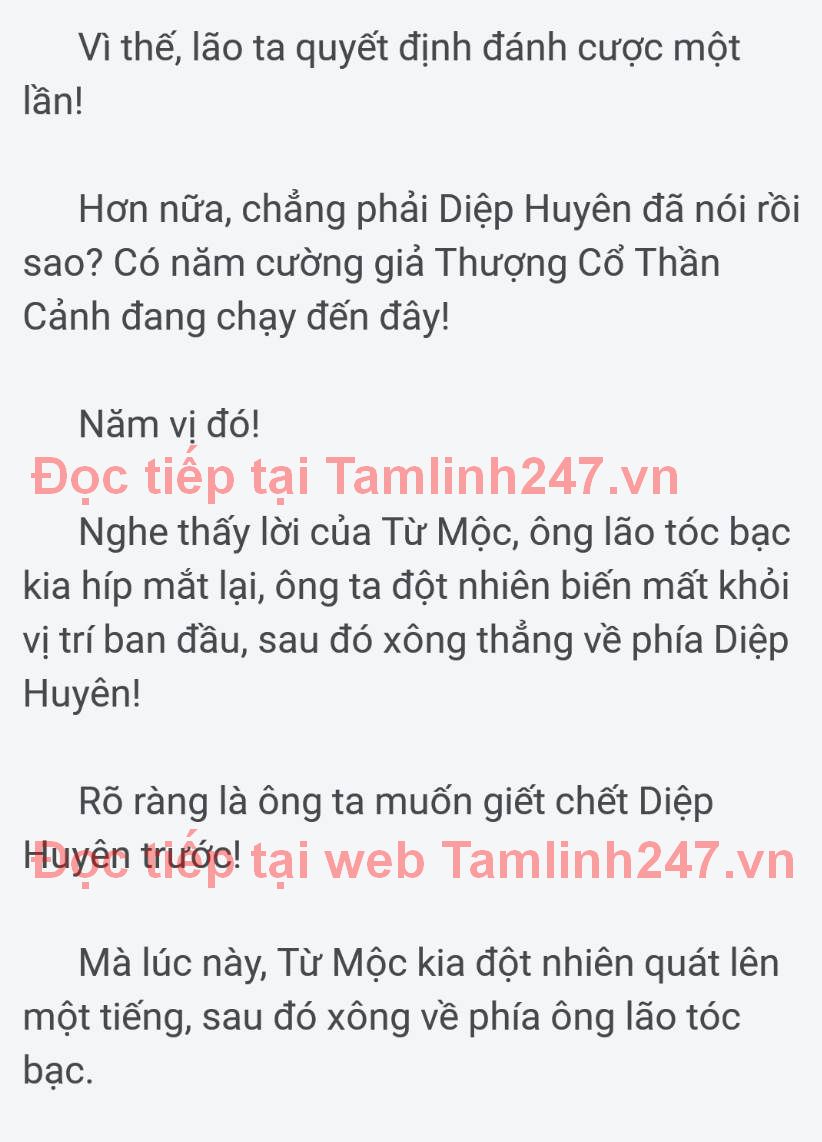 Vì thế, lão ta quyết định đánh cược một
lần!
Hơn nữa, chẳng phải Diệp Huyên đã nói rồi
sao? Có năm cường giả Thượng Cổ Thần
Cảnh đang chạy đến đây!
Năm vị đó!
Đọc tiếp tại Tamlinh247.vn
Nghe thấy lời của Từ Mộc, ông lão tóc bạc
kia híp mắt lại, ông ta đột nhiên biến mất khỏi
vị trí ban đầu, sau đó xông thẳng về phía Diệp
Huyên!
Rõ ràng là ông ta muốn giết chết Diệp
Huyên trước!
Đọc tiếp tại web Tamlinh247.vn
Mà lúc này, Từ Mộc kia đột nhiên quát lên
một tiếng, sau đó xông về phía ông lão tóc
bạc.